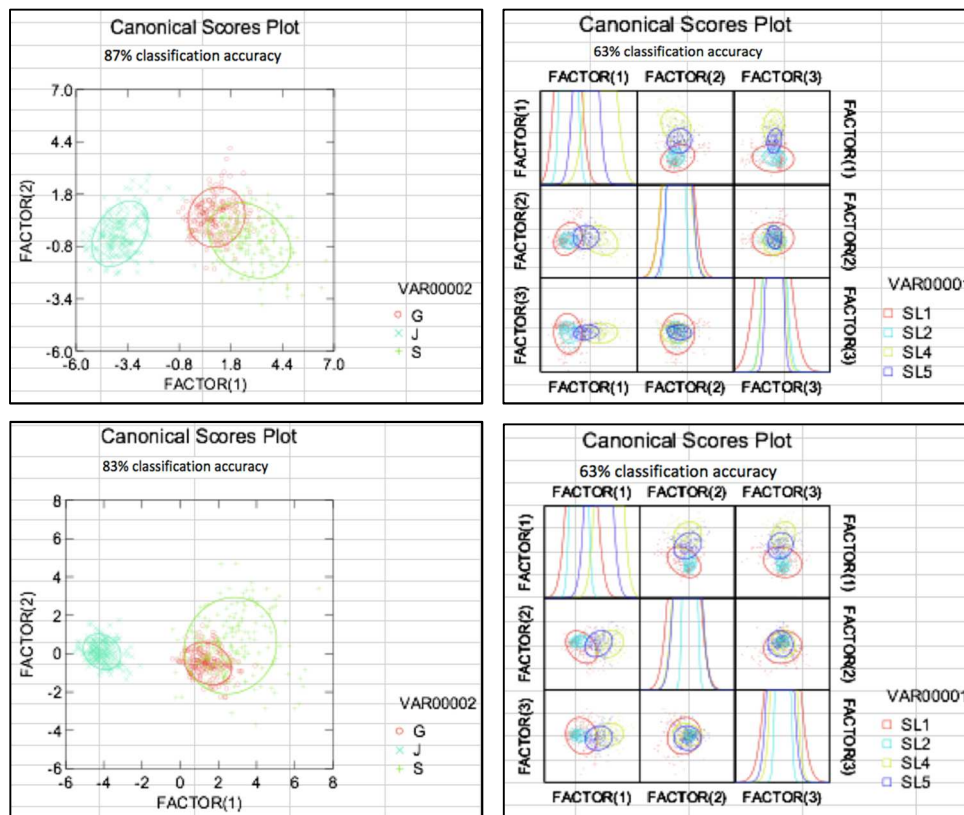 Canonical Scores Plot
87% classification accuracy
7.0
4.4
1.8
-0.8
-3.4
-6.0
FACTOR(2)
-6.0 -3.4 -0.8 1.8 4.4 7.0
FACTOR(1)
VAR00002
G
J
S
Canonical Scores Plot
63% classification accuracy
FACTOR(1) FACTOR(2) FACTOR(3)
FACTOR(1)
FACTOR(2)
FACTOR(3)
FACTOR(1)
FACTOR(2)
FACTOR(3)
FACTOR(1) FACTOR(2) FACTOR(3)
VAR00001
SL1
SL2
SL4
SL5
Canonical Scores Plot
83% classification accuracy
8
6
4
2
0
-2
-4
-6
FACTOR(2)
-6 -4 -2 0 2 4 6 8
FACTOR(1)
VAR00002
G
J
S
Canonical Scores Plot
63% classification accuracy
FACTOR(1) FACTOR(2) FACTOR(3)
FACTOR(1)
FACTOR(2)
FACTOR(3)
FACTOR(1)
FACTOR(2)
FACTOR(3)
FACTOR(1) FACTOR(2) FACTOR(3)
VAR00001
SL1
SL2
SL4
SL5